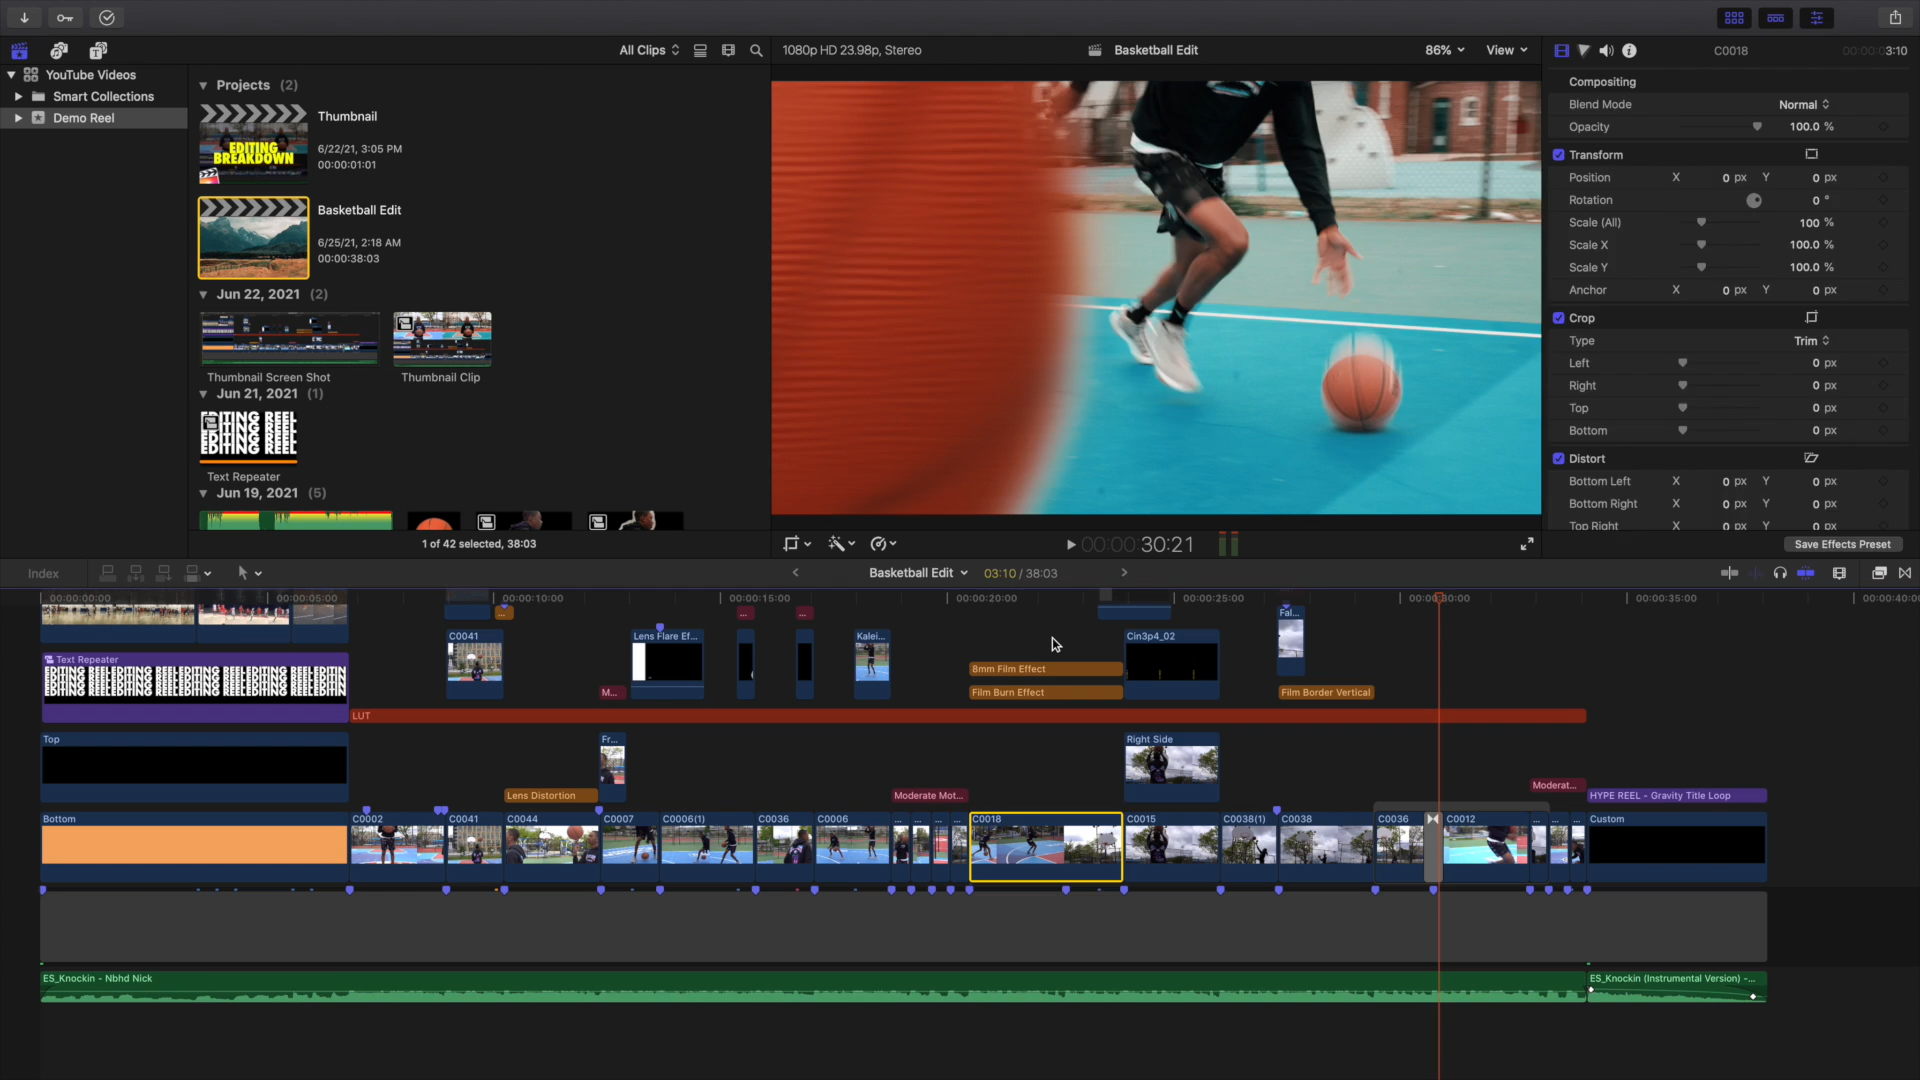 All Clips
1080p HD 23.98p, Stereo
Basketball Edit
86%
View
C0018
00:00:03:10
YouTube Videos
Smart Collections
Demo Reel
Projects (2)
Thumbnail
6/22/21, 3:05 PM
00:00:01:01
EDITING
BREAKDOWN
Basketball Edit
6/25/21, 2:18 AM
00:00:38:03
Jun 22, 2021 (2)
Thumbnail Screen Shot
Thumbnail Clip
Jun 21, 2021 (1)
EDITING REEL
EDITING REEL
EDITING REEL
Text Repeater
Jun 19, 2021 (5)
1 of 42 selected, 38:03
Compositing
Blend Mode Normal
Opacity 100.0 %
Transform
Position X 0 px Y 0 px
Rotation 0 °
Scale (All) 100 %
Scale X 100.0 %
Scale Y 100.0 %
Anchor X 0 px Y 0 px
Crop
Type Trim
Left 0 px
Right 0 px
Top 0 px
Bottom 0 px
Distort
Bottom Left X 0 px Y 0 px
Bottom Right X 0 px Y 0 px
Top Right X 0 px Y 0 px
00:00:30:21
Save Effects Preset
Index
Basketball Edit
03:10 / 38:03
00:00:00:00 00:00:05:00 00:00:10:00 00:00:15:00 00:00:20:00 00:00:25:00 00:00:30:00 00:00:35:00 00:00:40:00
... ... ... Fal...
C0041 Lens Flare Ef... Kalei... Cin3p4_02
Text Repeater
8mm Film Effect
M... Film Burn Effect Film Border Vertical
LUT
Top Fr... Right Side
Moderat...
Lens Distortion Moderate Mot... HYPE REEL - Gravity Title Loop
Bottom C0002 C0041 C0044 C0007 C0006(1) C0036 C0006 ... ... ... ... C0018 C0015 C0038(1) C0038 C0036 C0012 ... ... ... Custom
ES_Knockin - Nbhd Nick ES_Knockin (Instrumental Version) -...